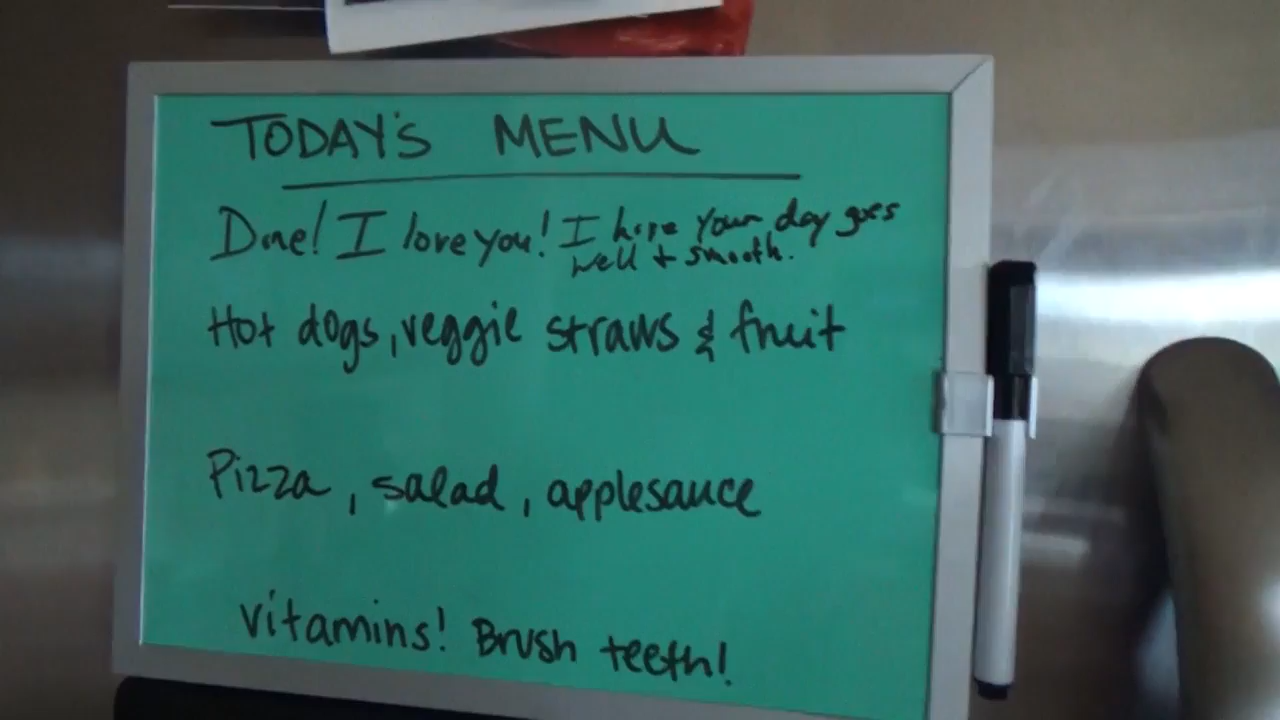 TODAY'S MENU
Done! I love you! I hope your day goes
well + smooth.
Hot dogs, veggie straws & fruit
Pizza, salad, applesauce
vitamins! Brush teeth!